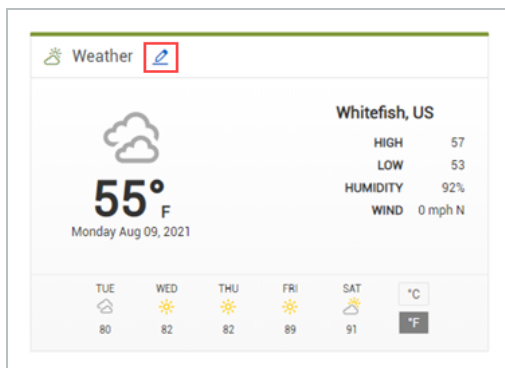 Weather
Whitefish, US
HIGH 57
LOW 53
HUMIDITY 92%
WIND 0 mph N
55° F
Monday Aug 09, 2021
TUE WED THU FRI SAT
80 82 82 89 91
°C
°F